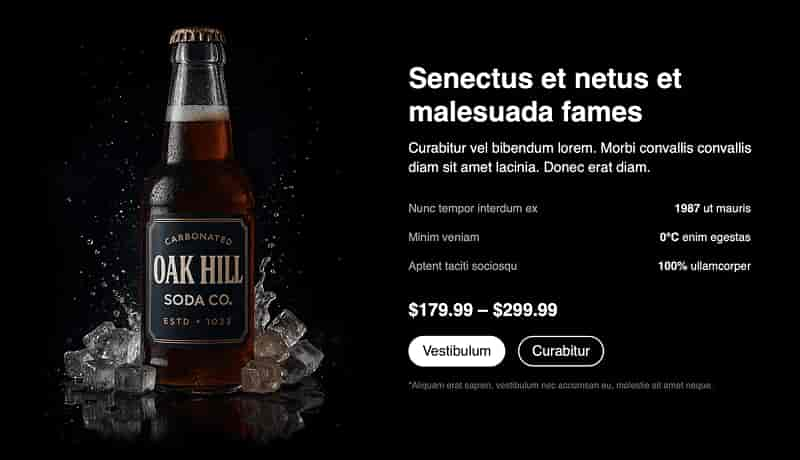 CARBONATED
OAK HILL
SODA CO.
ESTD • 1033
Senectus et netus et
malesuada fames
Curabitur vel bibendum lorem. Morbi convallis convallis
diam sit amet lacinia. Donec erat diam.
Nunc tempor interdum ex 1987 ut mauris
Minim veniam 0°C enim egestas
Aptent taciti sociosqu 100% ullamcorper
$179.99 – $299.99
Vestibulum Curabitur
*Aliquam erat sapien, vestibulum nec accumsan eu, molestie sit amet neque.